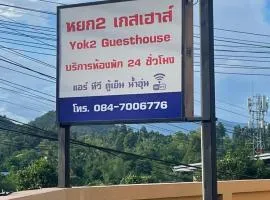 หยก2 เกสเฮาส์
Yok2 Guesthouse
บริการห้องพัก 24 ชั่วโมง
แอร์ ทีวี ตู้เย็น น้ำอุ่น
โทร. 084-7006776